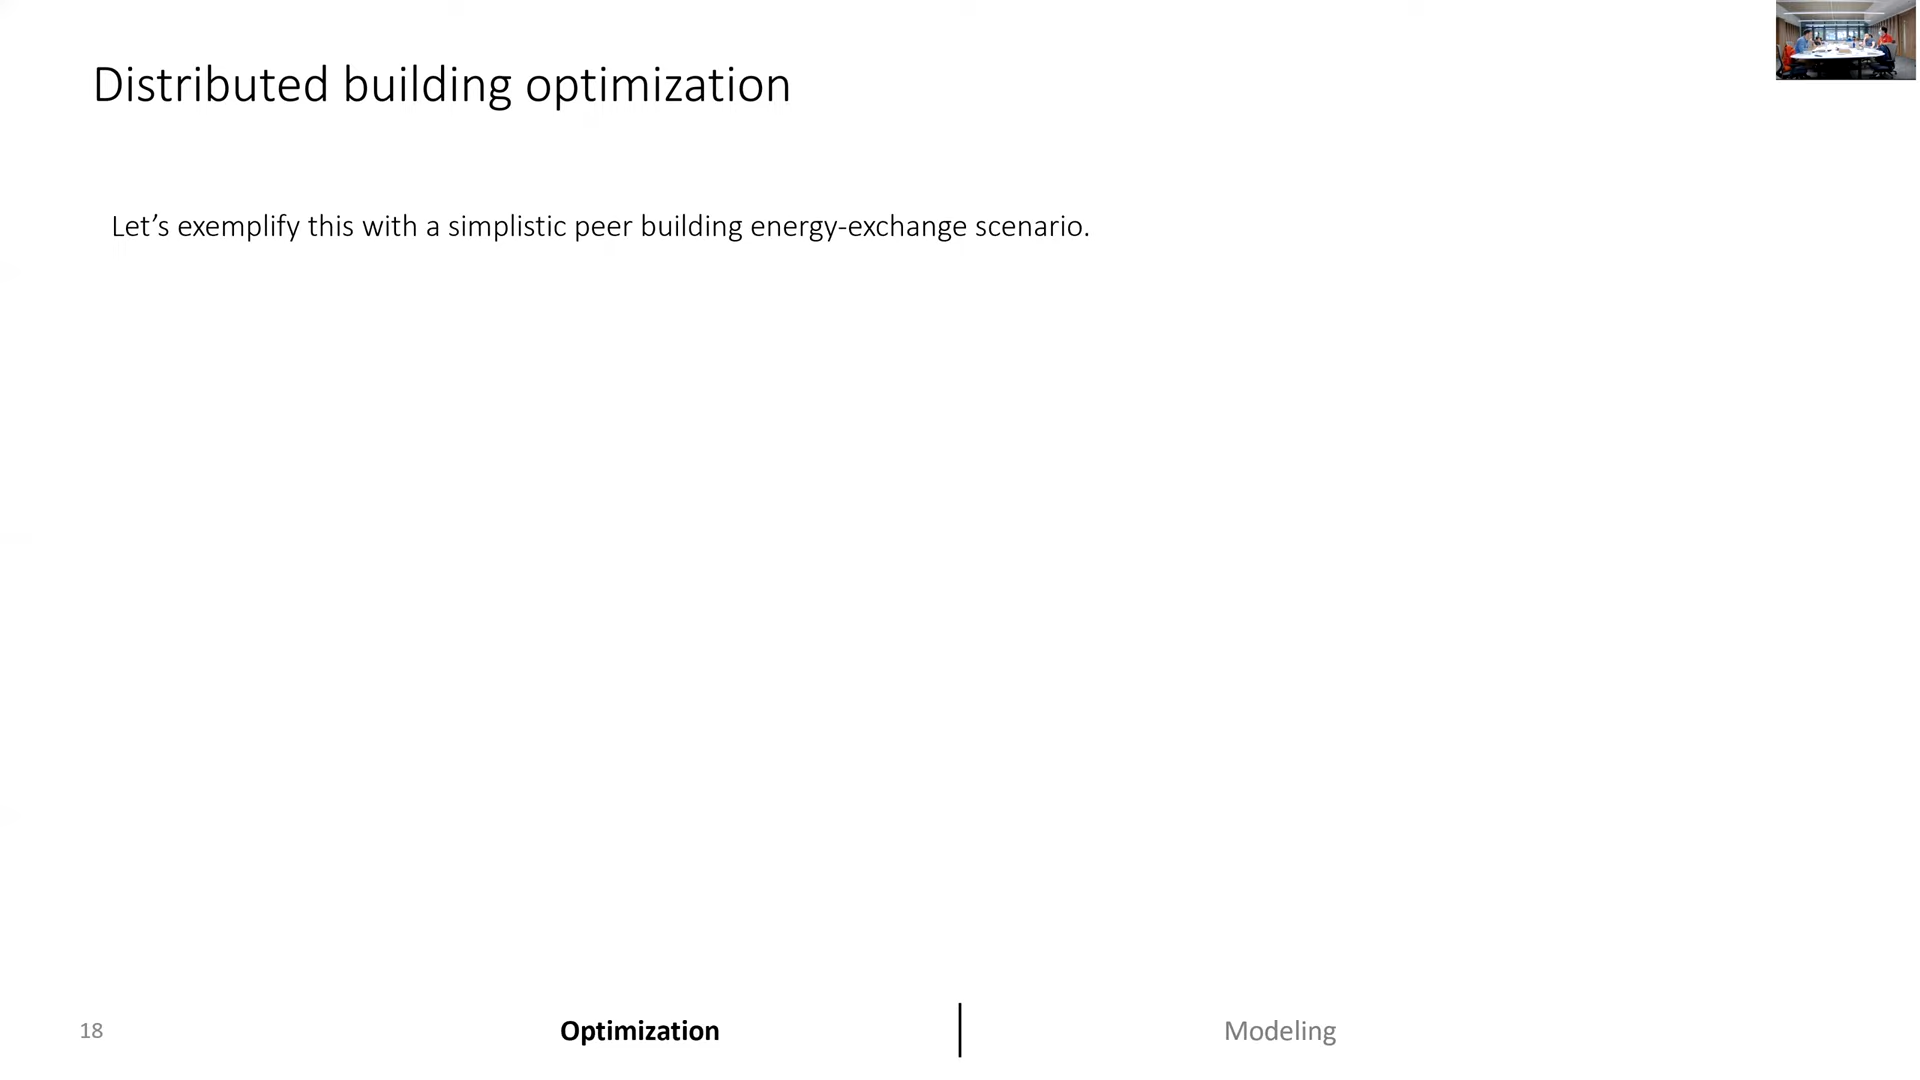 Distributed building optimization
Let’s exemplify this with a simplistic peer building energy-exchange scenario.
18
Optimization
Modeling